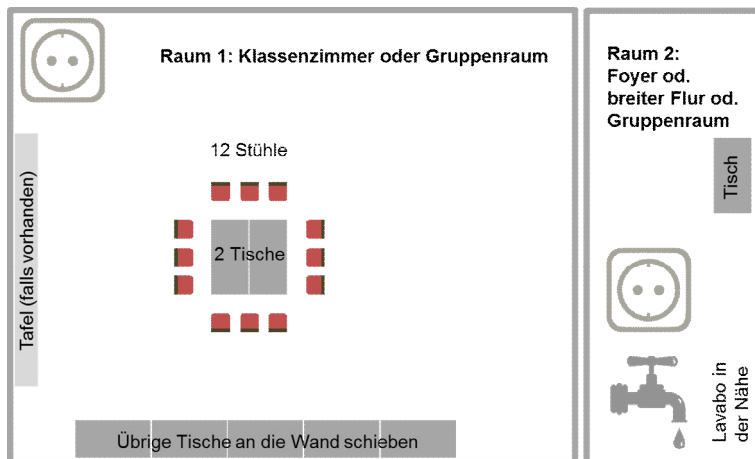 Raum 1: Klassenzimmer oder Gruppenraum
12 Stühle
2 Tische
Tafel (falls vorhanden)
Übrige Tische an die Wand schieben
Raum 2:
Foyer od.
breiter Flur od.
Gruppenraum
Tisch
Lavabo in
der Nähe